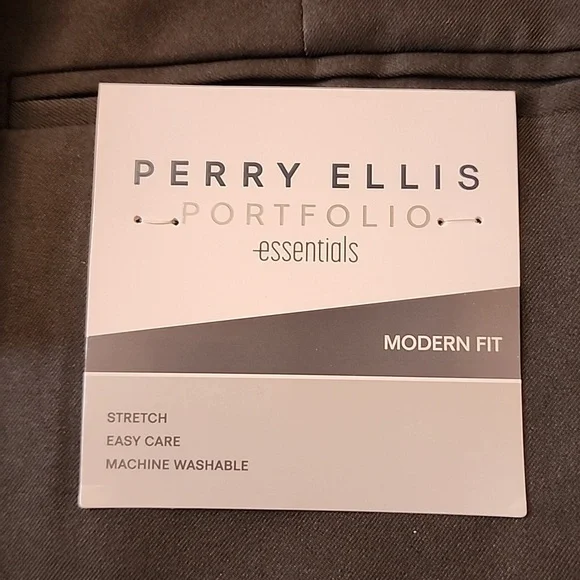 PERRY ELLIS
PORTFOLIO
essentials
MODERN FIT
STRETCH
EASY CARE
MACHINE WASHABLE